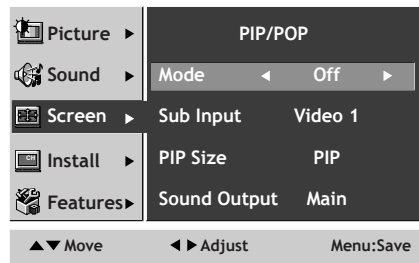 Picture ▶
Sound ▶
Screen ▶
Install ▶
Features▶
PIP/POP
Mode ◀ Off ▶
Sub Input Video 1
PIP Size PIP
Sound Output Main
▲▼ Move ◀ ▶ Adjust Menu:Save